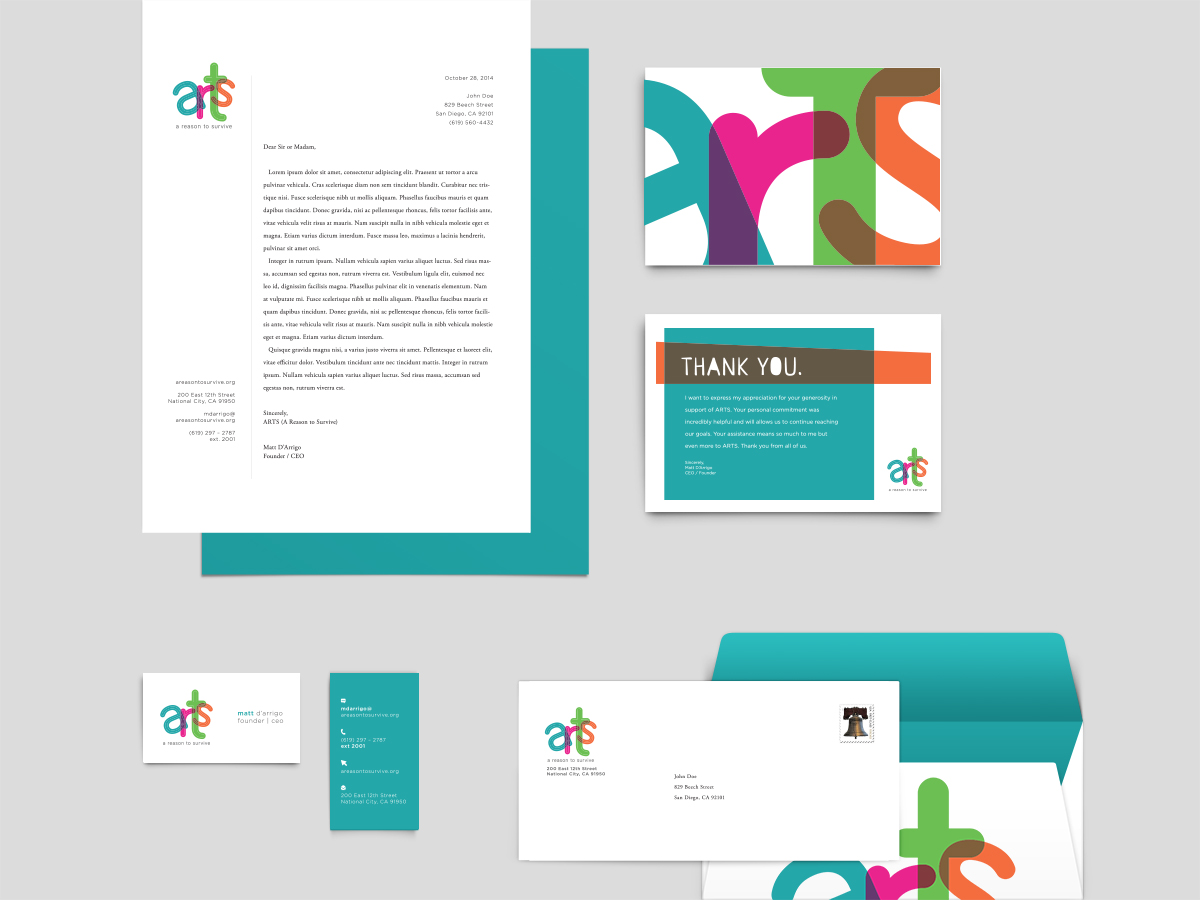 arts
a reason to survive
October 28, 2014
John Doe
829 Beech Street
San Diego, CA 92101
(619) 560-4432
Dear Sir or Madam,
Lorem ipsum dolor sit amet, consectetur adipiscing elit. Praesent ut tortor a arcu
pulvinar vehicula. Cras scelerisque diam non sem tincidunt blandit. Curabitur nec tris-
tique nisi. Fusce scelerisque nibh ut mollis aliquam. Phasellus faucibus mauris et quam
dapibus tincidunt. Donec gravida, nisi ac pellentesque rhoncus, felis tortor facilisis ante,
vitae vehicula velit risus at mauris. Nam suscipit nulla in nibh vehicula molestie eget et
magna. Etiam varius dictum interdum. Fusce massa leo, maximus a lacinia hendrerit,
pulvinar sit amet orci.
Integer in rutrum ipsum. Nullam vehicula sapien varius aliquet luctus. Sed risus mas-
sa, accumsan sed egestas non, rutrum viverra est. Vestibulum ligula elit, euismod nec
leo id, dignissim facilisis magna. Phasellus pulvinar elit in venenatis elementum. Nam
at vulputate mi. Fusce scelerisque nibh ut mollis aliquam. Phasellus faucibus mauris et
quam dapibus tincidunt. Donec gravida, nisi ac pellentesque rhoncus, felis tortor facili-
sis ante, vitae vehicula velit risus at mauris. Nam suscipit nulla in nibh vehicula molestie
eget et magna. Etiam varius dictum interdum.
Quisque gravida magna nisi, a varius justo viverra sit amet. Pellentesque et laoreet elit,
vitae efficitur dolor. Vestibulum tincidunt ante nec tincidunt mattis. Integer in rutrum
ipsum. Nullam vehicula sapien varius aliquet luctus. Sed risus massa, accumsan sed
egestas non, rutrum viverra est.
Sincerely,
ARTS (A Reason to Survive)
Matt D'Arrigo
Founder / CEO
areasontosurvive.org
200 East 12th Street
National City, CA 91950
mdarrigo@
areasontosurvive.org
(619) 297 – 2787
ext. 2001
arts
THANK YOU.
I want to express my appreciation for your generosity in
support of ARTS. Your personal commitment was
incredibly helpful and will allows us to continue reaching
our goals. Your assistance means so much to me but
even more to ARTS. Thank you from all of us.
Sincerely,
Matt D'Arrigo
CEO / Founder
arts
a reason to survive
arts
a reason to survive
matt d'arrigo
founder | ceo
mdarrigo@
areasontosurvive.org
(619) 297 – 2787
ext 2001
areasontosurvive.org
200 East 12th Street
National City, CA 91950
arts
a reason to survive
200 East 12th Street
National City, CA 91950
John Doe
829 Beech Street
San Diego, CA 92101
arts